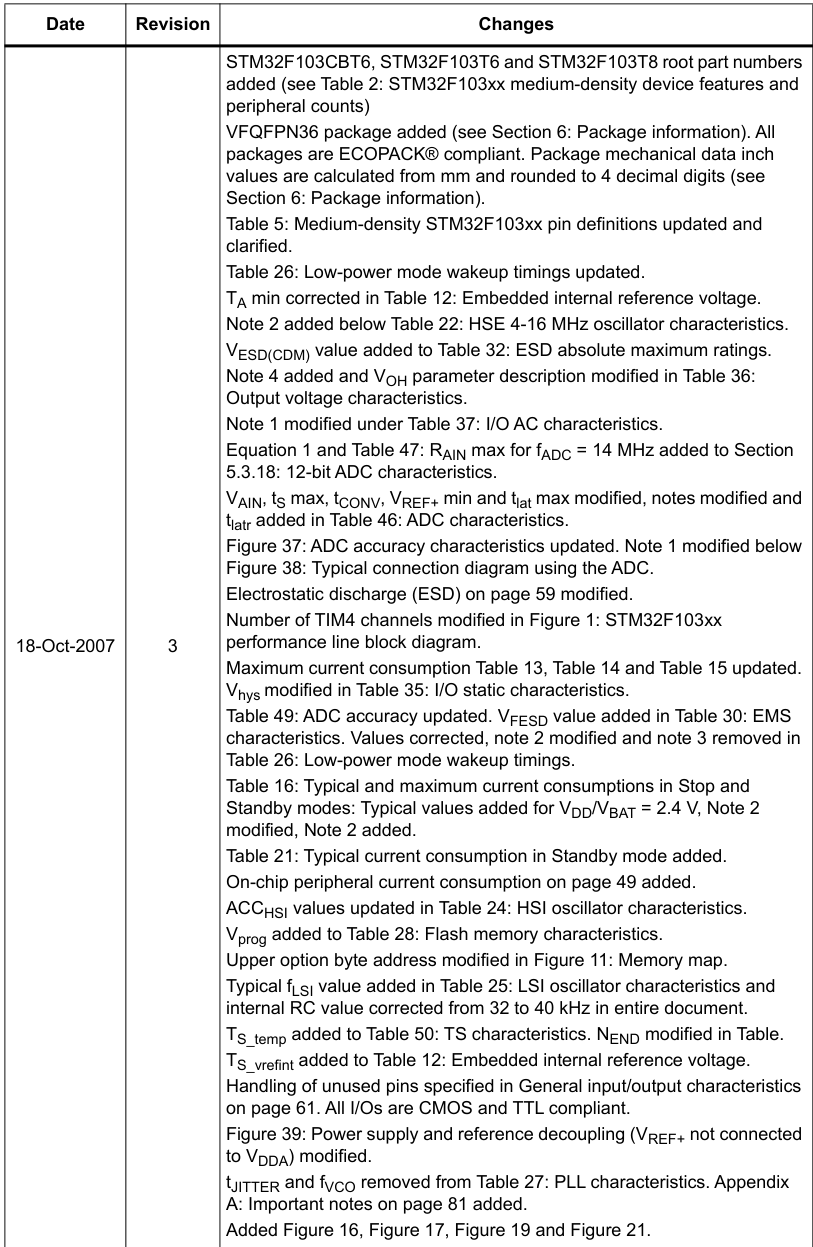 Date Revision Changes
STM32F103CBT6, STM32F103T6 and STM32F103T8 root part numbers
added (see Table 2: STM32F103xx medium-density device features and
peripheral counts)
VFQFPN36 package added (see Section 6: Package information). All
packages are ECOPACK® compliant. Package mechanical data inch
values are calculated from mm and rounded to 4 decimal digits (see
Section 6: Package information).
Table 5: Medium-density STM32F103xx pin definitions updated and
clarified.
Table 26: Low-power mode wakeup timings updated.
TA min corrected in Table 12: Embedded internal reference voltage.
Note 2 added below Table 22: HSE 4-16 MHz oscillator characteristics.
VESD(CDM) value added to Table 32: ESD absolute maximum ratings.
Note 4 added and VOH parameter description modified in Table 36:
Output voltage characteristics.
Note 1 modified under Table 37: I/O AC characteristics.
Equation 1 and Table 47: RAIN max for fADC = 14 MHz added to Section
5.3.18: 12-bit ADC characteristics.
VAIN, tS max, tCONV, VREF+ min and tlat max modified, notes modified and
tlatr added in Table 46: ADC characteristics.
Figure 37: ADC accuracy characteristics updated. Note 1 modified below
Figure 38: Typical connection diagram using the ADC.
Electrostatic discharge (ESD) on page 59 modified.
Number of TIM4 channels modified in Figure 1: STM32F103xx
18-Oct-2007 3 performance line block diagram.
Maximum current consumption Table 13, Table 14 and Table 15 updated.
Vhys modified in Table 35: I/O static characteristics.
Table 49: ADC accuracy updated. VFESD value added in Table 30: EMS
characteristics. Values corrected, note 2 modified and note 3 removed in
Table 26: Low-power mode wakeup timings.
Table 16: Typical and maximum current consumptions in Stop and
Standby modes: Typical values added for VDD/VBAT = 2.4 V, Note 2
modified, Note 2 added.
Table 21: Typical current consumption in Standby mode added.
On-chip peripheral current consumption on page 49 added.
ACCHSI values updated in Table 24: HSI oscillator characteristics.
Vprog added to Table 28: Flash memory characteristics.
Upper option byte address modified in Figure 11: Memory map.
Typical fLSI value added in Table 25: LSI oscillator characteristics and
internal RC value corrected from 32 to 40 kHz in entire document.
TS_temp added to Table 50: TS characteristics. NEND modified in Table.
TS_vrefint added to Table 12: Embedded internal reference voltage.
Handling of unused pins specified in General input/output characteristics
on page 61. All I/Os are CMOS and TTL compliant.
Figure 39: Power supply and reference decoupling (VREF+ not connected
to VDDA) modified.
tJITTER and fVCO removed from Table 27: PLL characteristics. Appendix
A: Important notes on page 81 added.
Added Figure 16, Figure 17, Figure 19 and Figure 21.